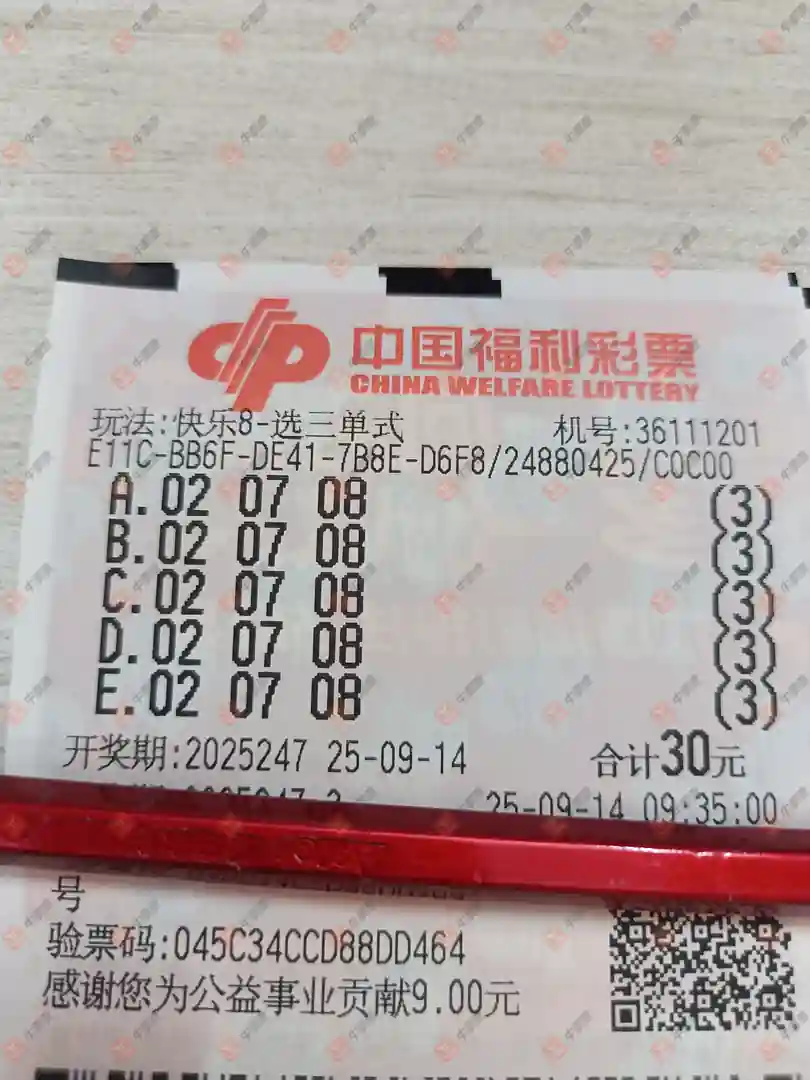 中国福利彩票
CHINA WELFARE LOTTERY
玩法:快乐8-选三单式 机号:36111201
E11C-BB6F-DE41-7B8E-D6F8/24880425/C0C00
A.02 07 08 (3)
B.02 07 08 (3)
C.02 07 08 (3)
D.02 07 08 (3)
E.02 07 08 (3)
开奖期:2025247 25-09-14 合计30元
25-09-14 09:35:00
号
验票码:045C34CCD88DD464
感谢您为公益事业贡献9.00元